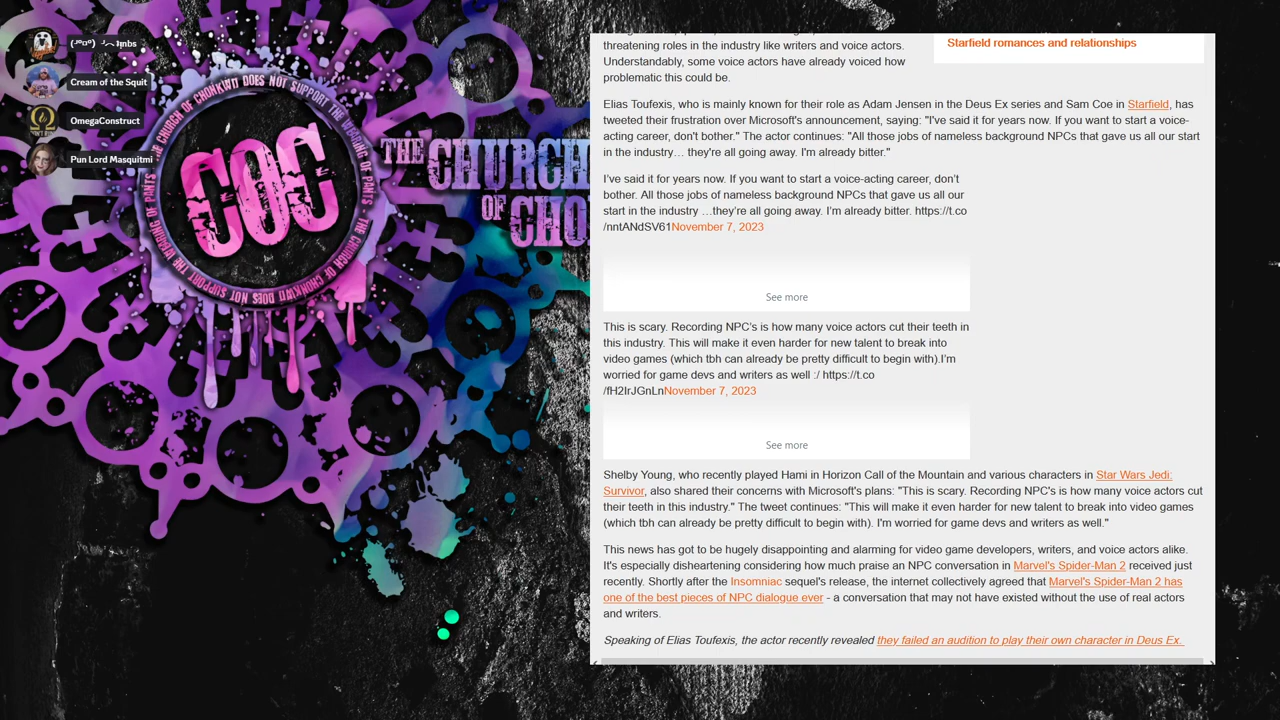 Cream of the Squit
OmegaConstruct
Pun Lord Masquitmi
THE CHURCH OF CHONKWU DOES NOT SUPPORT THE WEARING OF PANTS
COC
THE
CHURCH
OF CHO
Starfield romances and relationships
threatening roles in the industry like writers and voice actors.
Understandably, some voice actors have already voiced how
problematic this could be.
Elias Toufexis, who is mainly known for their role as Adam Jensen in the Deus Ex series and Sam Coe in Starfield, has
tweeted their frustration over Microsoft's announcement, saying: "I've said it for years now. If you want to start a voice-
acting career, don't bother." The actor continues: "All those jobs of nameless background NPCs that gave us all our start
in the industry… they're all going away. I'm already bitter."
I’ve said it for years now. If you want to start a voice-acting career, don’t
bother. All those jobs of nameless background NPCs that gave us all our
start in the industry …they’re all going away. I’m already bitter. https://t.co
/nntANdSV61November 7, 2023
See more
This is scary. Recording NPC’s is how many voice actors cut their teeth in
this industry. This will make it even harder for new talent to break into
video games (which tbh can already be pretty difficult to begin with).I’m
worried for game devs and writers as well :/ https://t.co
/fH2IrJGnLnNovember 7, 2023
See more
Shelby Young, who recently played Hami in Horizon Call of the Mountain and various characters in Star Wars Jedi:
Survivor, also shared their concerns with Microsoft's plans: "This is scary. Recording NPC's is how many voice actors cut
their teeth in this industry." The tweet continues: "This will make it even harder for new talent to break into video games
(which tbh can already be pretty difficult to begin with). I'm worried for game devs and writers as well."
This news has got to be hugely disappointing and alarming for video game developers, writers, and voice actors alike.
It's especially disheartening considering how much praise an NPC conversation in Marvel's Spider-Man 2 received just
recently. Shortly after the Insomniac sequel's release, the internet collectively agreed that Marvel's Spider-Man 2 has
one of the best pieces of NPC dialogue ever - a conversation that may not have existed without the use of real actors
and writers.
Speaking of Elias Toufexis, the actor recently revealed they failed an audition to play their own character in Deus Ex.